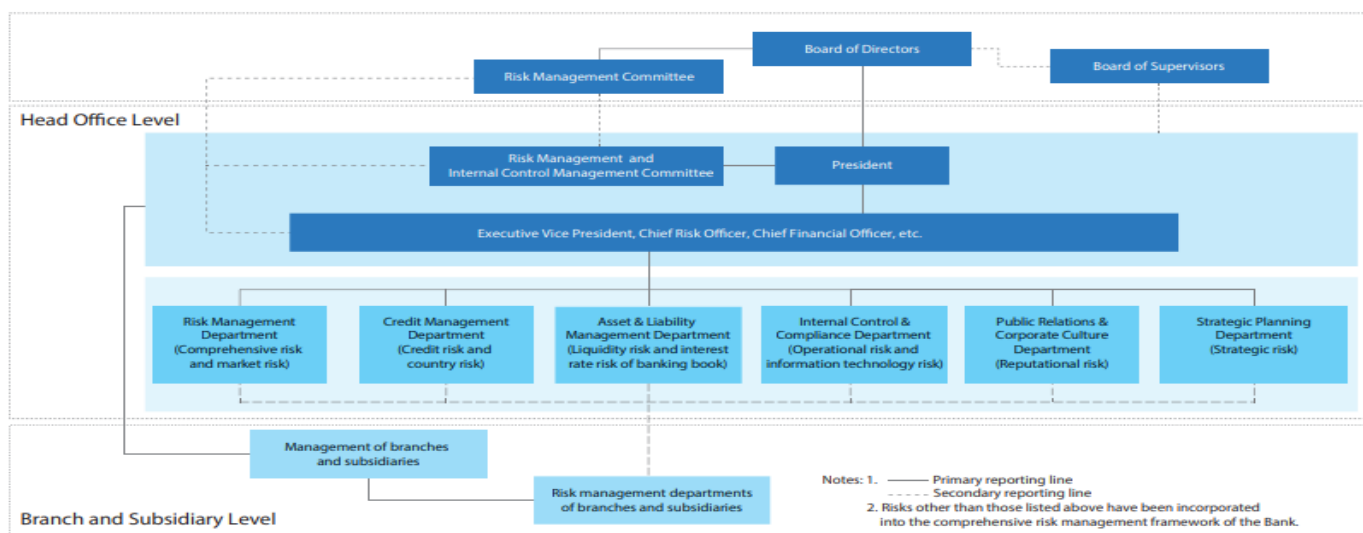 Board of Directors
Risk Management Committee
Board of Supervisors
Head Office Level
Risk Management and
Internal Control Management Committee
President
Executive Vice President, Chief Risk Officer, Chief Financial Officer, etc.
Risk Management
Department
(Comprehensive risk
and market risk)
Credit Management
Department
(Credit risk and
country risk)
Asset & Liability
Management Department
(Liquidity risk and interest
rate risk of banking book)
Internal Control &
Compliance Department
(Operational risk and
information technology risk)
Public Relations &
Corporate Culture
Department
(Reputational risk)
Strategic Planning
Department
(Strategic risk)
Management of branches
and subsidiaries
Risk management departments
of branches and subsidiaries
Branch and Subsidiary Level
Notes: 1. Primary reporting line
Secondary reporting line
2. Risks other than those listed above have been incorporated
into the comprehensive risk management framework of the Bank.